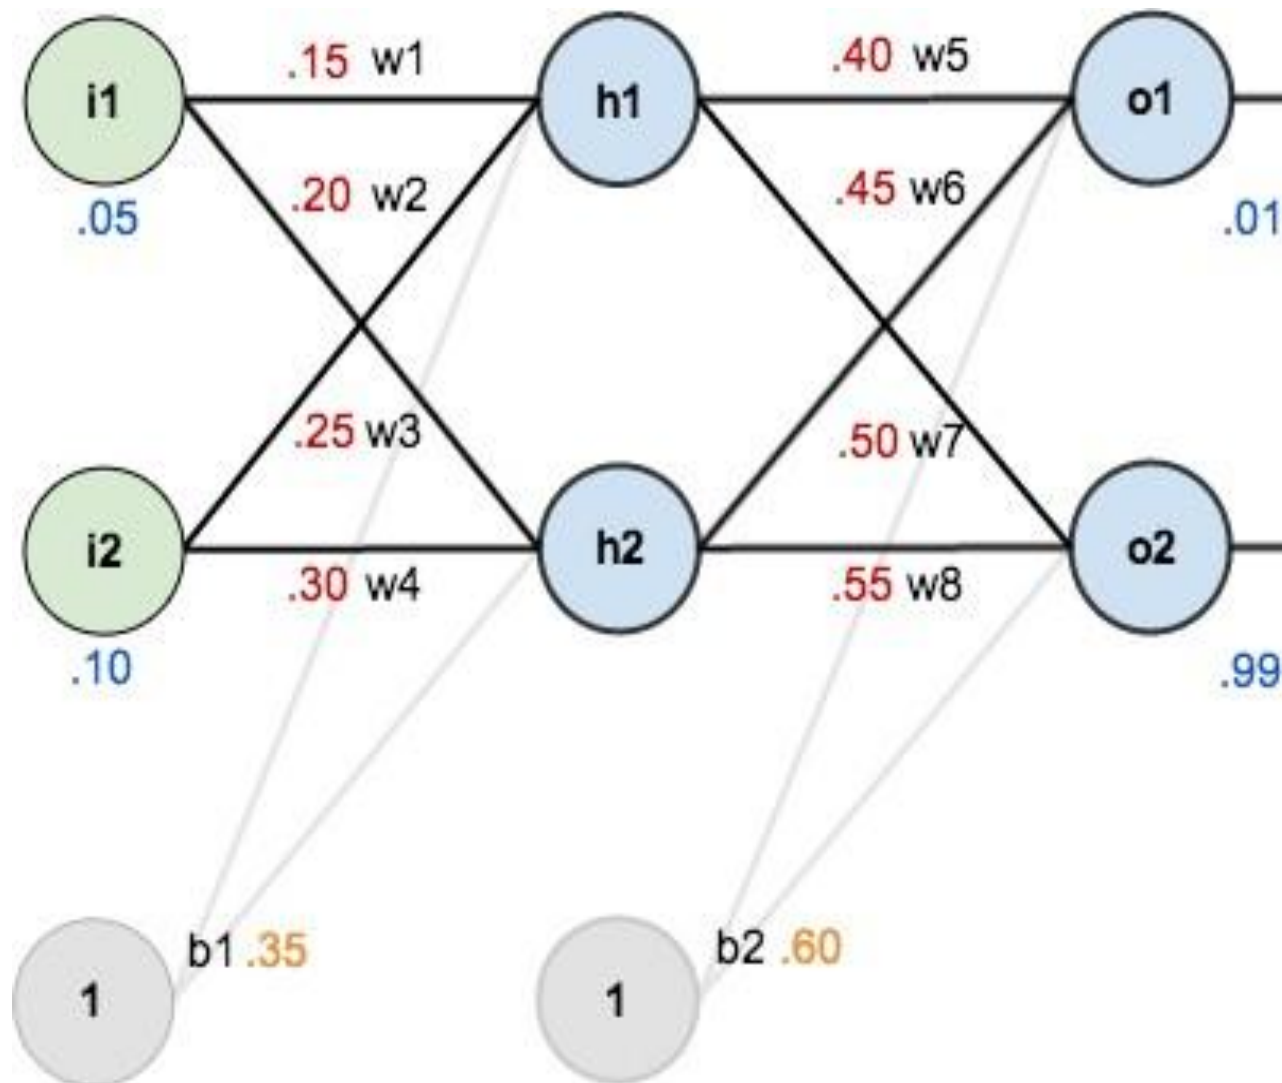 .15 w1
.40 w5
i1
h1
o1
.20 w2
.45 w6
.05
.01
.25 w3
.50 w7
i2
h2
o2
.30 w4
.55 w8
.10
.99
b1 .35
b2 .60
1
1